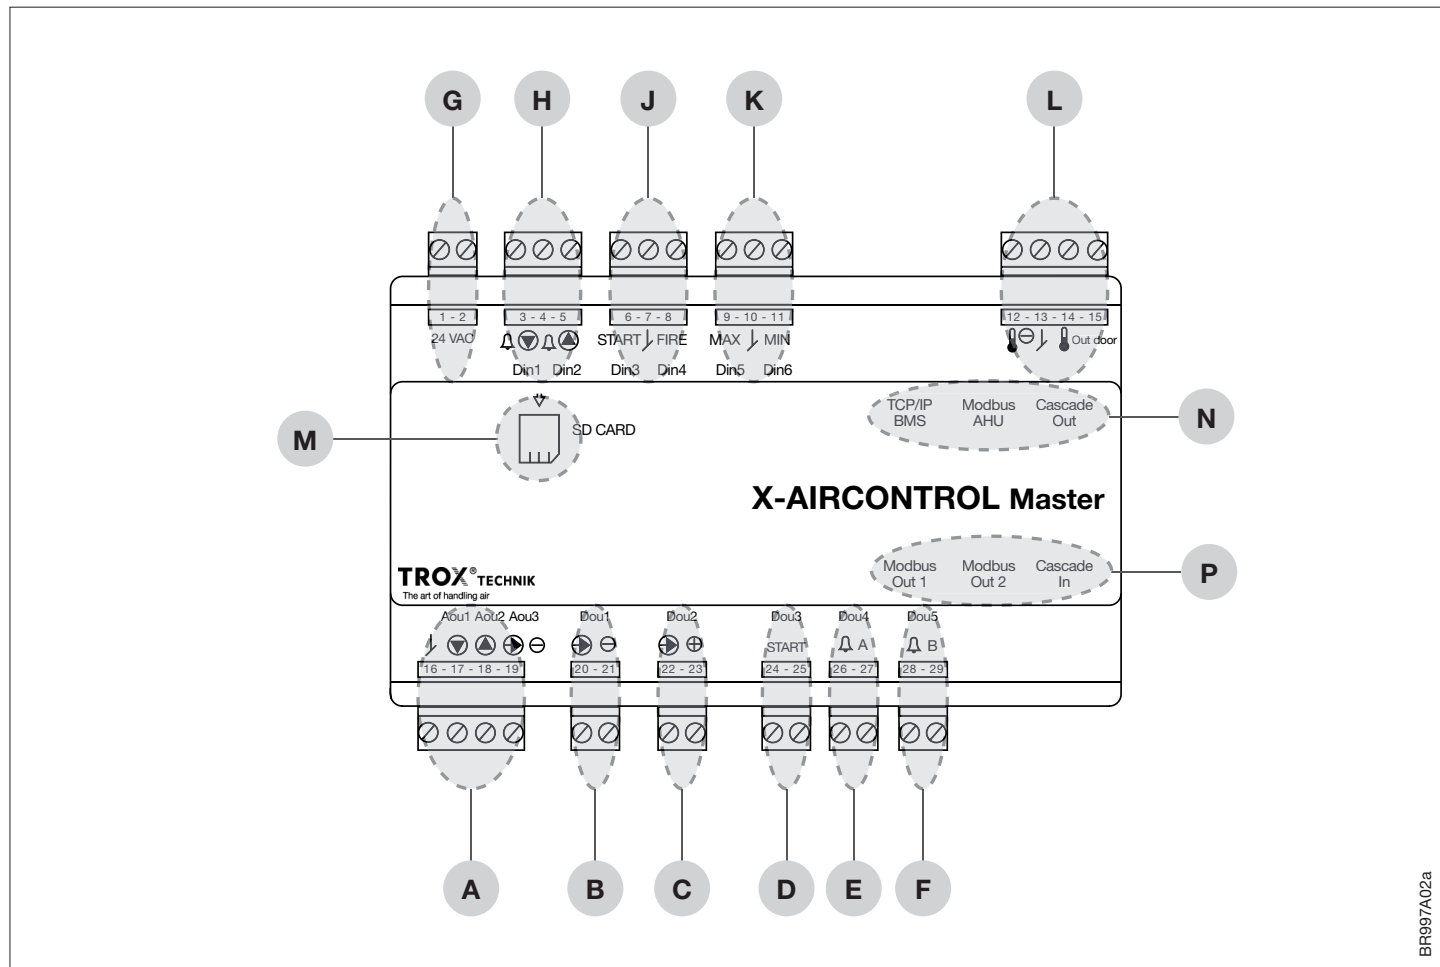 G H J K L
1 - 2 3 - 4 - 5 6 - 7 - 8 9 - 10 - 11 12 - 13 - 14 - 15
24 VAC START FIRE MAX MIN Out door
Din1 Din2 Din3 Din4 Din5 Din6
M
SD CARD
TCP/IP BMS
Modbus AHU
Cascade Out
N
X-AIRCONTROL Master
TROX® TECHNIK
The art of handling air
Modbus Out 1
Modbus Out 2
Cascade In
P
Aou1 Aou2 Aou3 Dou1 Dou2 Dou3 Dou4 Dou5
START A B
16 - 17 - 18 - 19 20 - 21 22 - 23 24 - 25 26 - 27 28 - 29
A B C D E F
BR997A02a